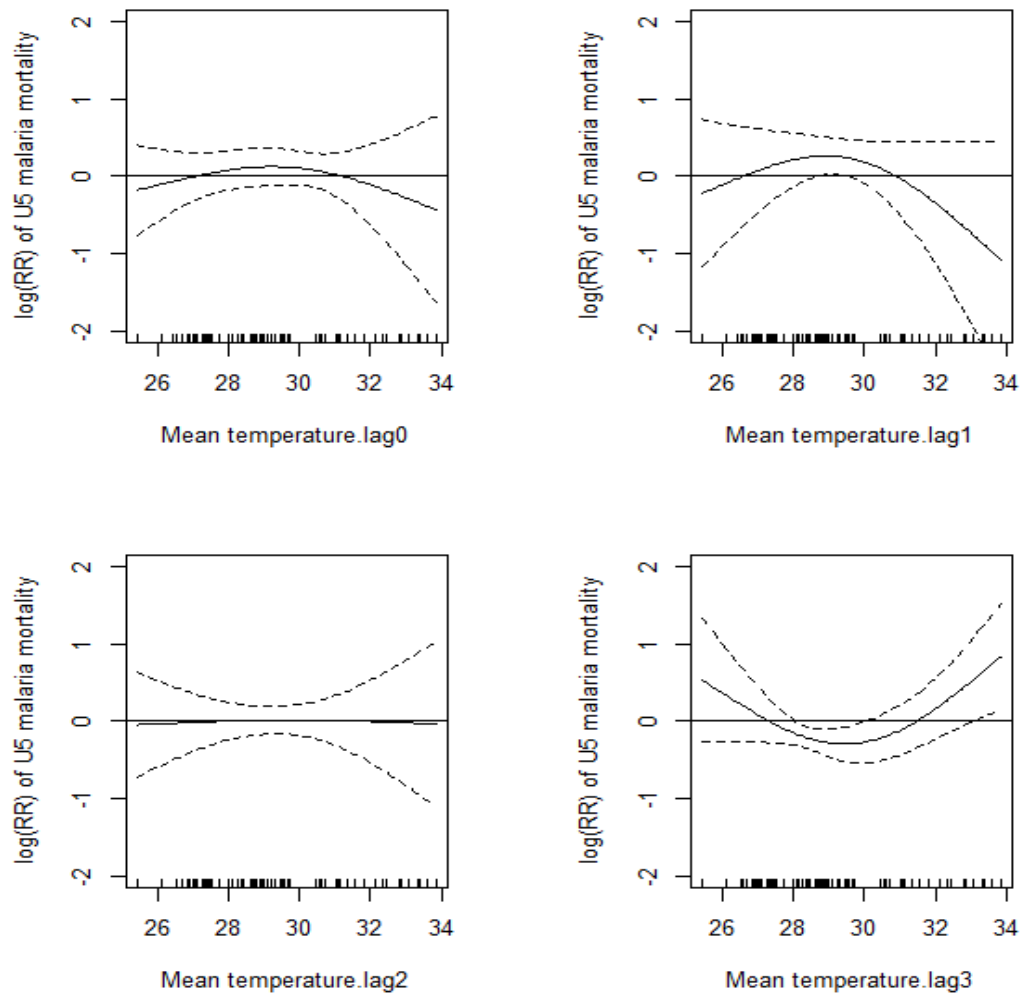 log(RR) of U5 malaria mortality
2
1
0
-1
-2
26 28 30 32 34
Mean temperature.lag0
log(RR) of U5 malaria mortality
2
1
0
-1
-2
26 28 30 32 34
Mean temperature.lag1
log(RR) of U5 malaria mortality
2
1
0
-1
-2
26 28 30 32 34
Mean temperature.lag2
log(RR) of U5 malaria mortality
2
1
0
-1
-2
26 28 30 32 34
Mean temperature.lag3